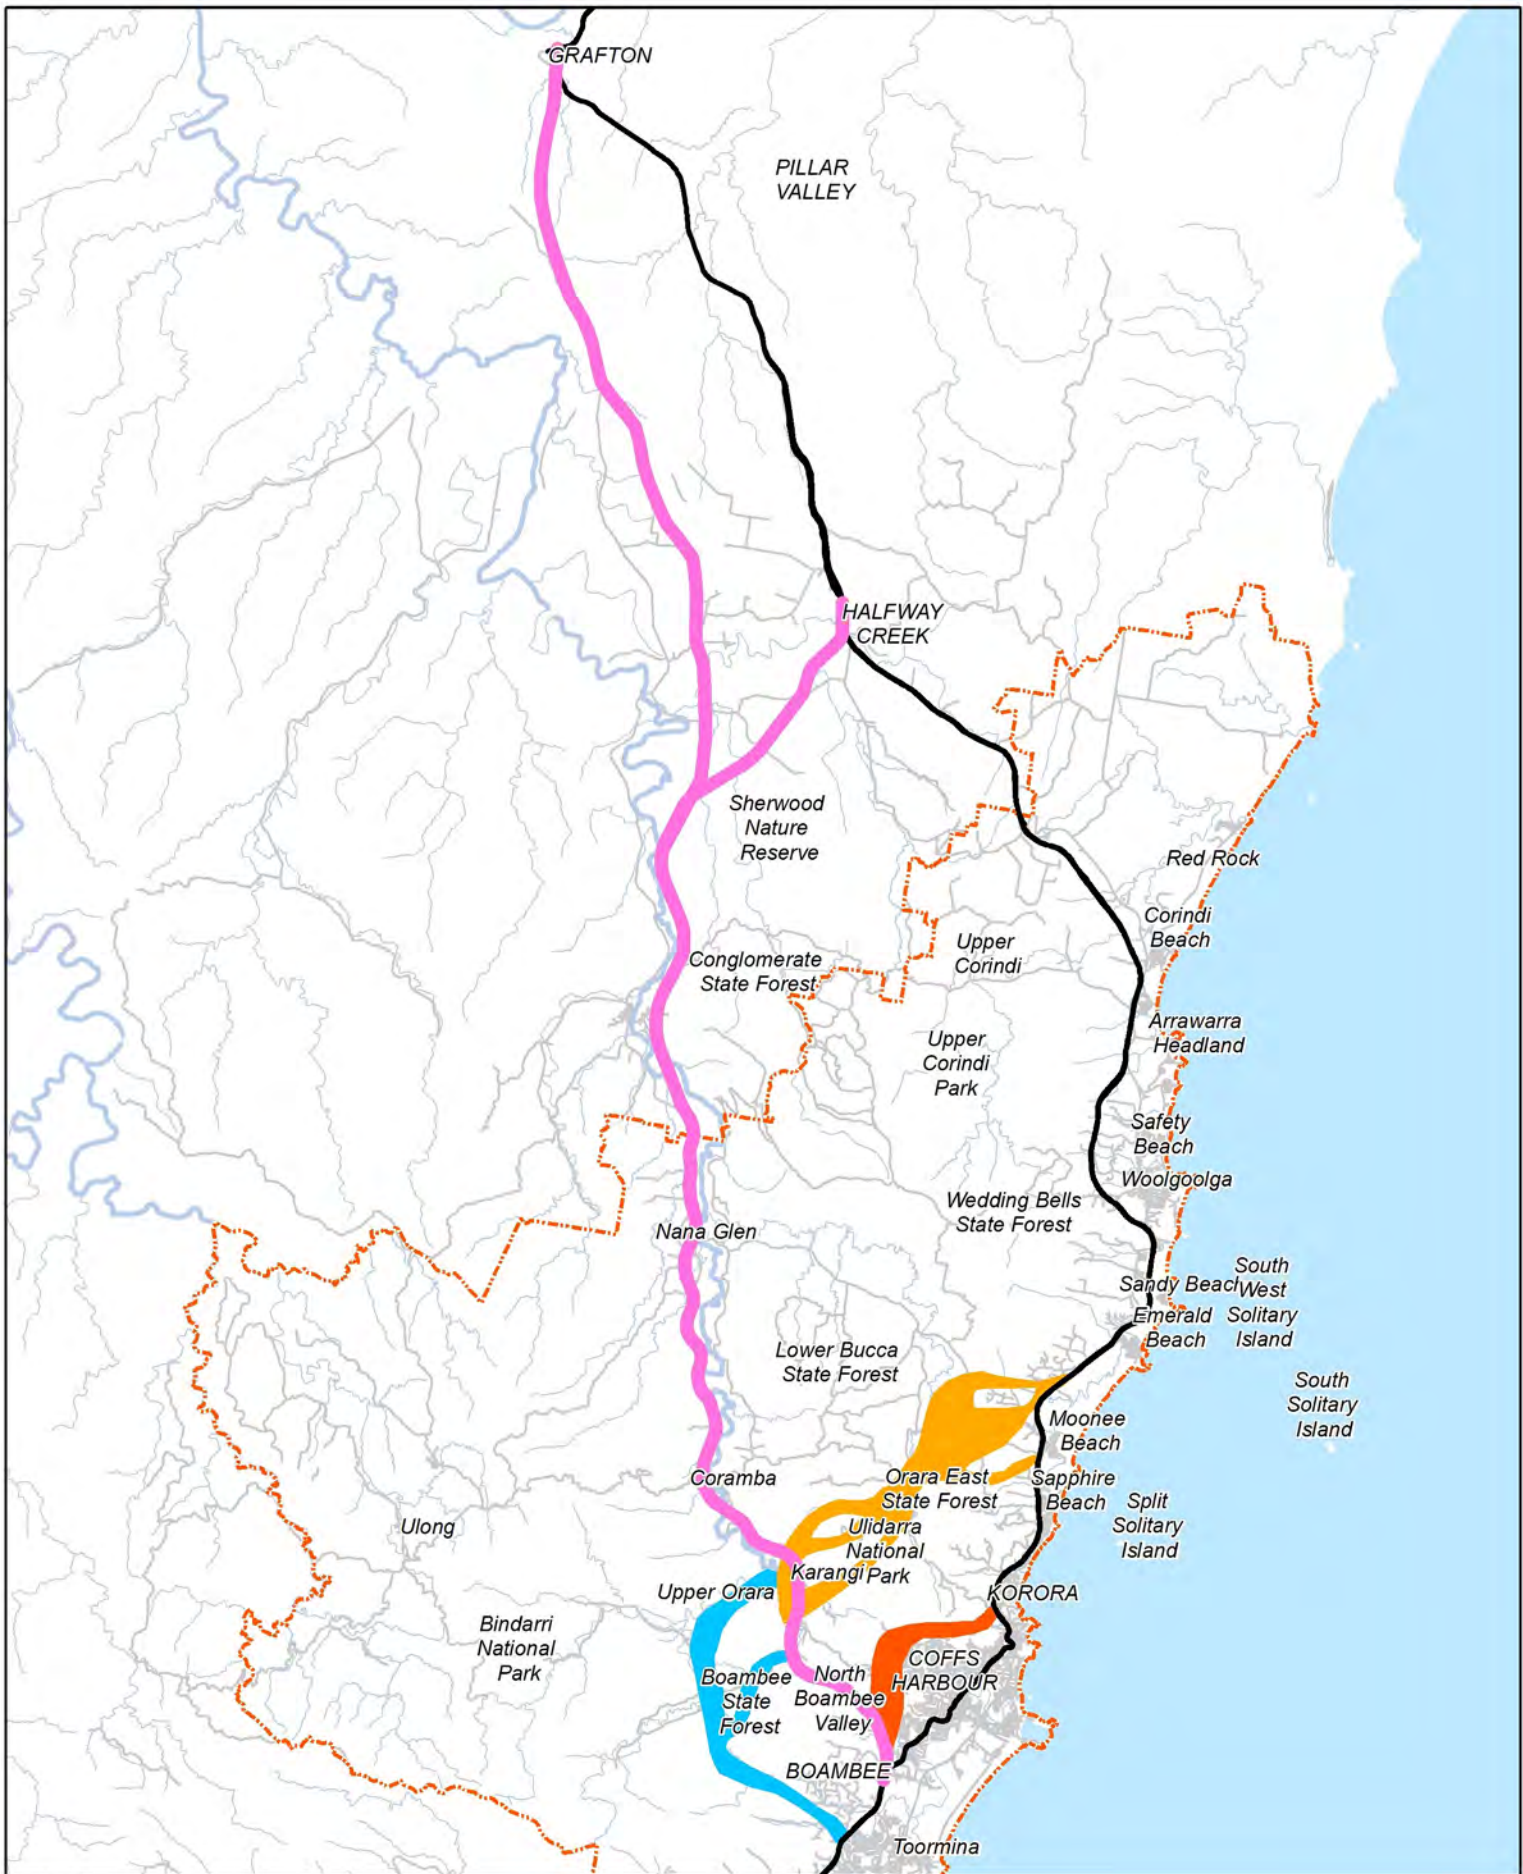 GRAFTON
PILLAR
VALLEY
HALFWAY
CREEK
Sherwood
Nature
Reserve
Red Rock
Corindi
Beach
Upper
Corindi
Conglomerate
State Forest
Arrawarra
Headland
Upper
Corindi
Park
Safety
Beach
Woolgoolga
Wedding Bells
State Forest
Nana Glen
Sandy Beach
South
West
Solitary
Island
Emerald
Beach
Lower Bucca
State Forest
South
Solitary
Island
Moonee
Beach
Coramba
Orara East
State Forest
Sapphire
Beach
Split
Solitary
Island
Ulong
Ulidarra
National
Park
Karangi
Upper Orara
KORORA
Bindarri
National
Park
COFFS
HARBOUR
Boambee
State
Forest
North
Boambee
Valley
BOAMBEE
Toormina